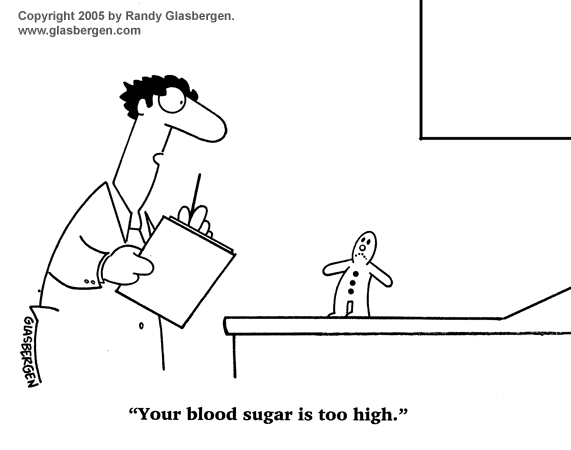 Copyright 2005 by Randy Glasbergen.
www.glasbergen.com
GLASBERGEN
“Your blood sugar is too high.”